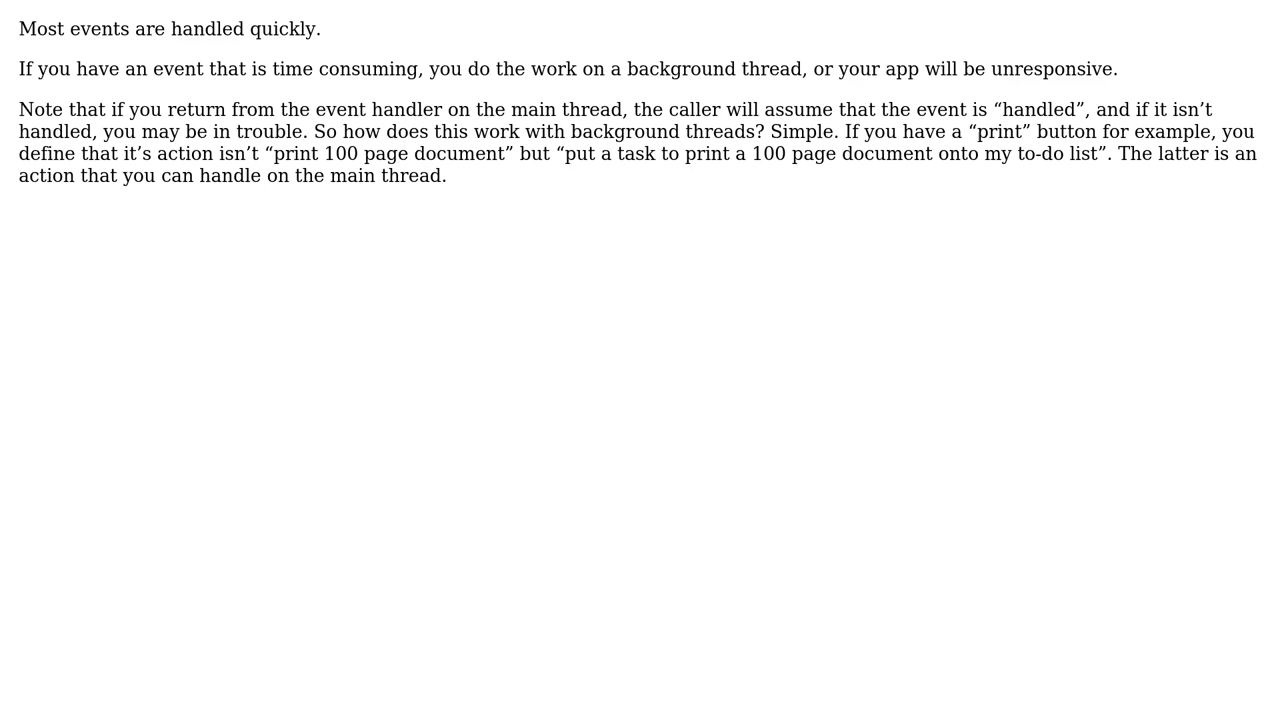 Most events are handled quickly.
If you have an event that is time consuming, you do the work on a background thread, or your app will be unresponsive.
Note that if you return from the event handler on the main thread, the caller will assume that the event is “handled”, and if it isn’t
handled, you may be in trouble. So how does this work with background threads? Simple. If you have a “print” button for example, you
define that it’s action isn’t “print 100 page document” but “put a task to print a 100 page document onto my to-do list”. The latter is an
action that you can handle on the main thread.